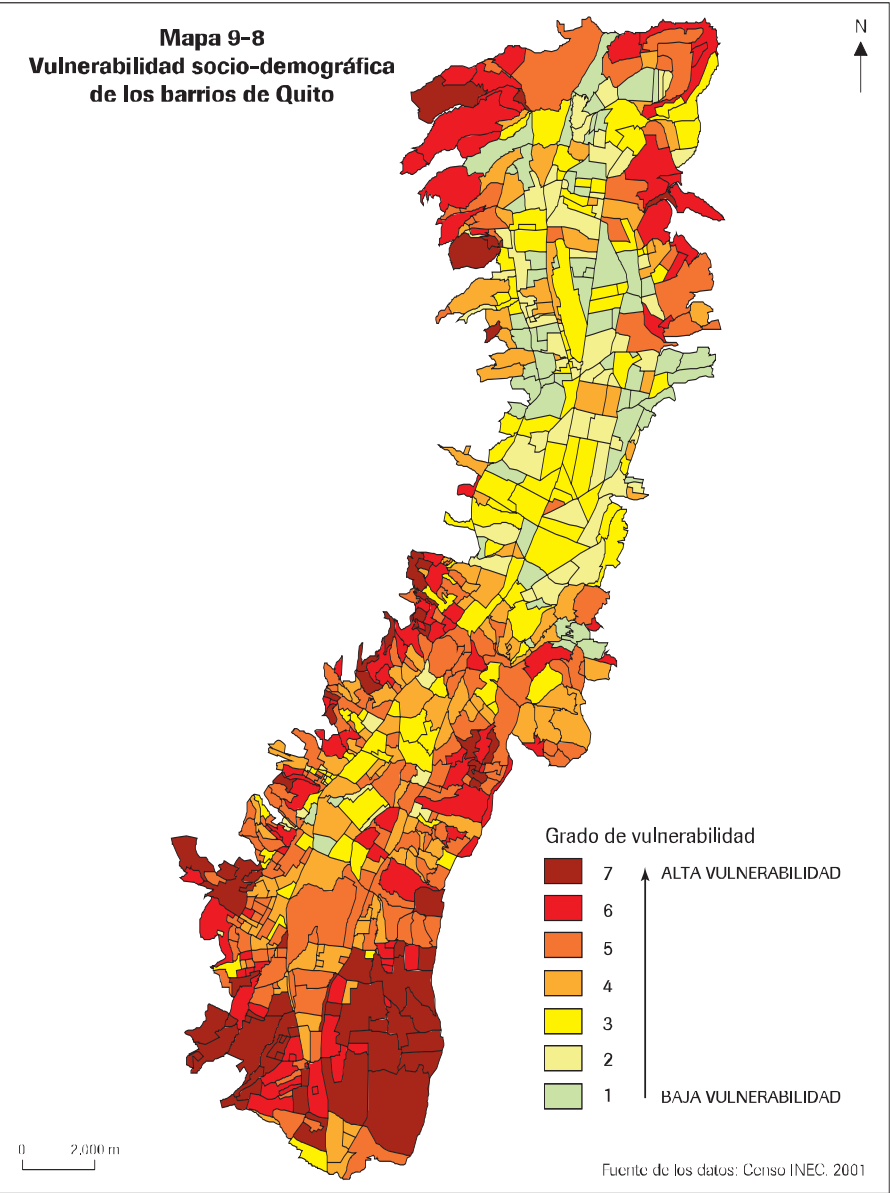 Mapa 9-8
Vulnerabilidad socio-demográfica
de los barrios de Quito
N
Grado de vulnerabilidad
7 ALTA VULNERABILIDAD
6
5
4
3
2
1 BAJA VULNERABILIDAD
0 2,000 m
Fuente de los datos: Censo INEC. 2001